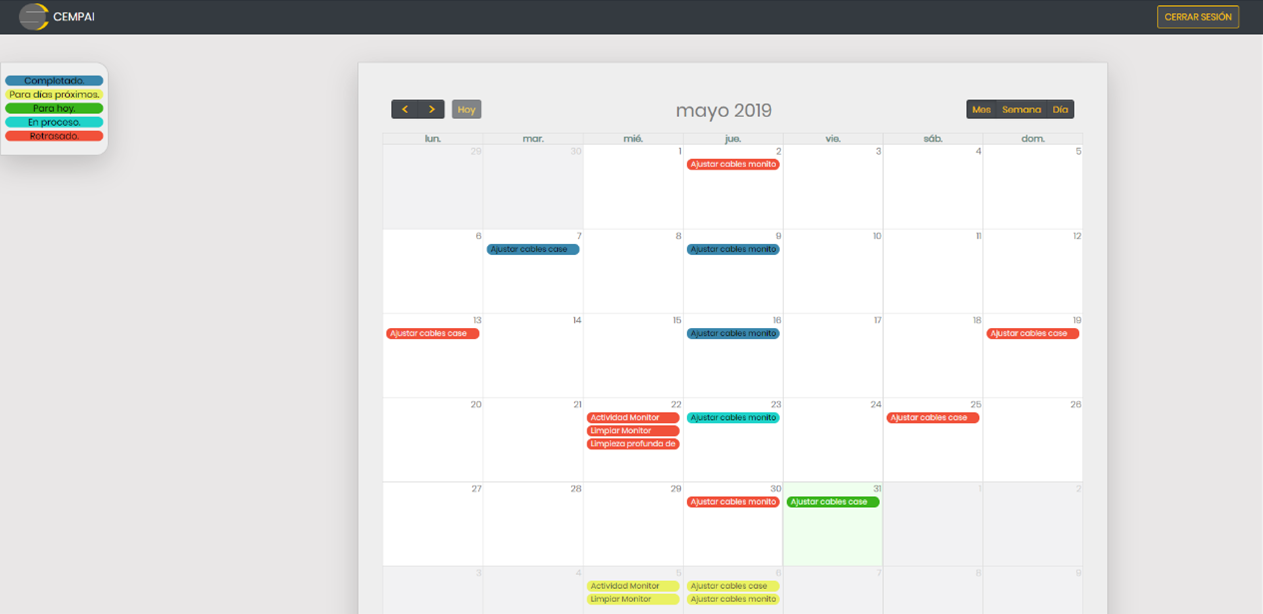 CEMPAI
CERRAR SESIÓN
Completado.
Para días próximos.
Para hoy.
En proceso.
Retrasado.
< > Hoy
mayo 2019
Mes Semana Día
lun. mar. mié. jue. vie. sáb. dom.
29 30 1 2 3 4 5
Ajustar cables monito
6 7 8 9 10 11 12
Ajustar cables case Ajustar cables monito
13 14 15 16 17 18 19
Ajustar cables case Ajustar cables monito Ajustar cables case
20 21 22 23 24 25 26
Actividad Monitor Ajustar cables monito Ajustar cables case
Limpiar Monitor
Limpieza profunda de
27 28 29 30 31 1 2
Ajustar cables monito Ajustar cables case
3 4 5 6 7 8 9
Actividad Monitor Ajustar cables case
Limpiar Monitor Ajustar cables monito